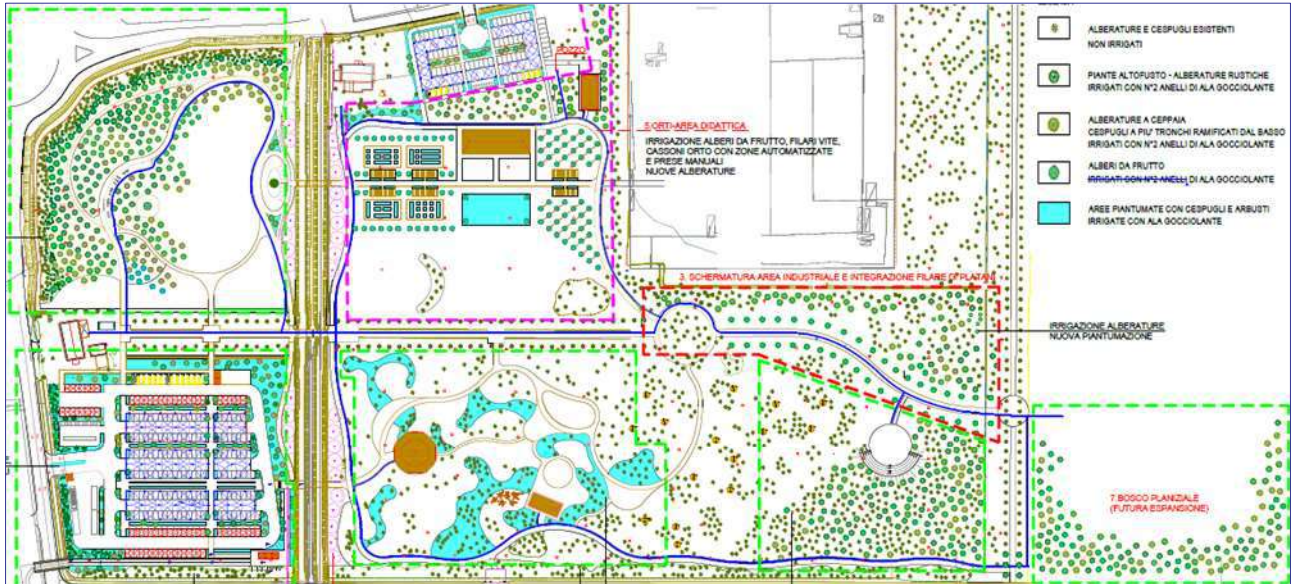 ALBERATURE E CESPUGLI ESISTENTI
NON IRRIGATI
PIANTE ALTOFUSTO - ALBERATURE RUSTICHE
IRRIGATI CON N°2 ANELLI DI ALA GOCCIOLANTE
ALBERATURE A CEPPAIA
CESPUGLI A PIU' TRONCHI RAMIFICATI DAL BASSO
IRRIGATI CON N°2 ANELLI DI ALA GOCCIOLANTE
ALBERI DA FRUTTO
IRRIGATI CON N°2 ANELLI DI ALA GOCCIOLANTE
AREE PIANTUMATE CON CESPUGLI E ARBUSTI
IRRIGATE CON ALA GOCCIOLANTE
POZZO
5.ORTI-AREA DIDATTICA
IRRIGAZIONE ALBERI DA FRUTTO, FILARI VITE,
CASSONI ORTO CON ZONE AUTOMATIZZATE
E PRESE MANUALI
NUOVE ALBERATURE
3. SCHERMATURA AREA INDUSTRIALE E INTEGRAZIONE FILARE DI PLATANI
IRRIGAZIONE ALBERATURE
NUOVA PIANTUMAZIONE
7.BOSCO PLANIZIALE
(FUTURA ESPANSIONE)